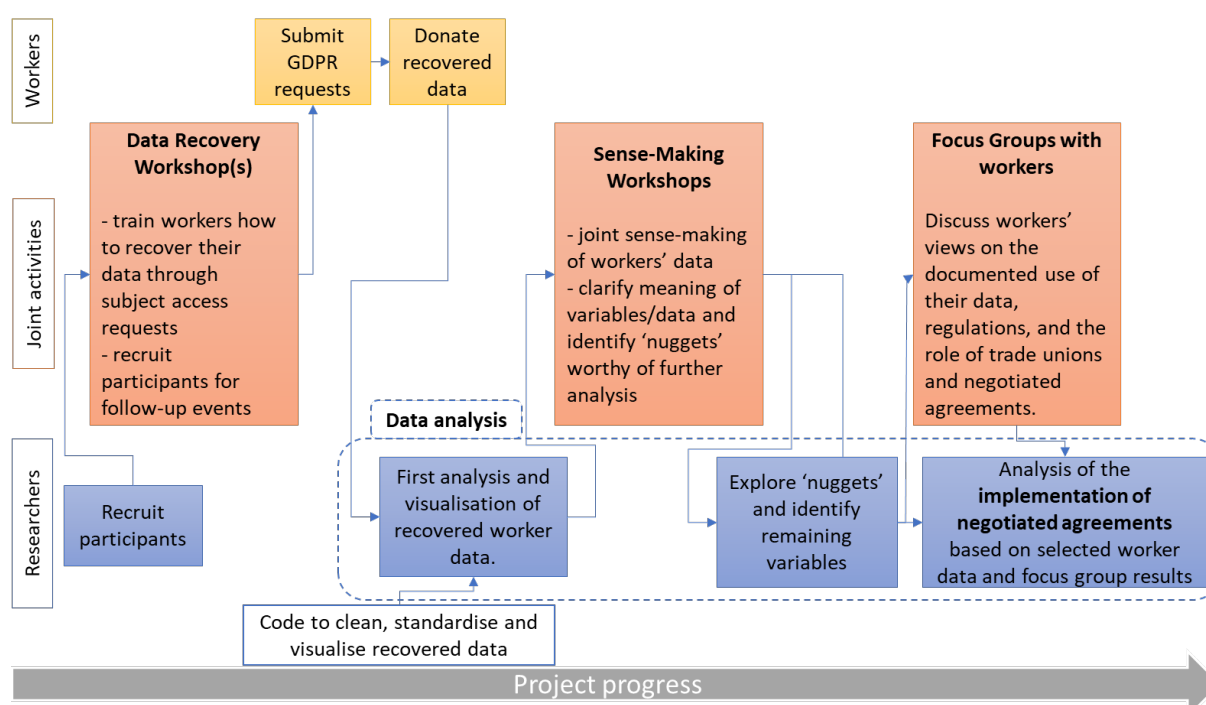 Workers
Submit
GDPR
requests
Donate
recovered
data
Joint activities
Data Recovery
Workshop(s)
- train workers how
to recover their
data through
subject access
requests
- recruit
participants for
follow-up events
Sense-Making
Workshops
- joint sense-making
of workers’ data
- clarify meaning of
variables/data and
identify ‘nuggets’
worthy of further
analysis
Focus Groups with
workers
Discuss workers’
views on the
documented use of
their data,
regulations, and the
role of trade unions
and negotiated
agreements.
Data analysis
Researchers
Recruit
participants
First analysis and
visualisation of
recovered worker
data.
Explore ‘nuggets’
and identify
remaining
variables
Analysis of the
implementation of
negotiated agreements
based on selected worker
data and focus group results
Code to clean, standardise and
visualise recovered data
Project progress